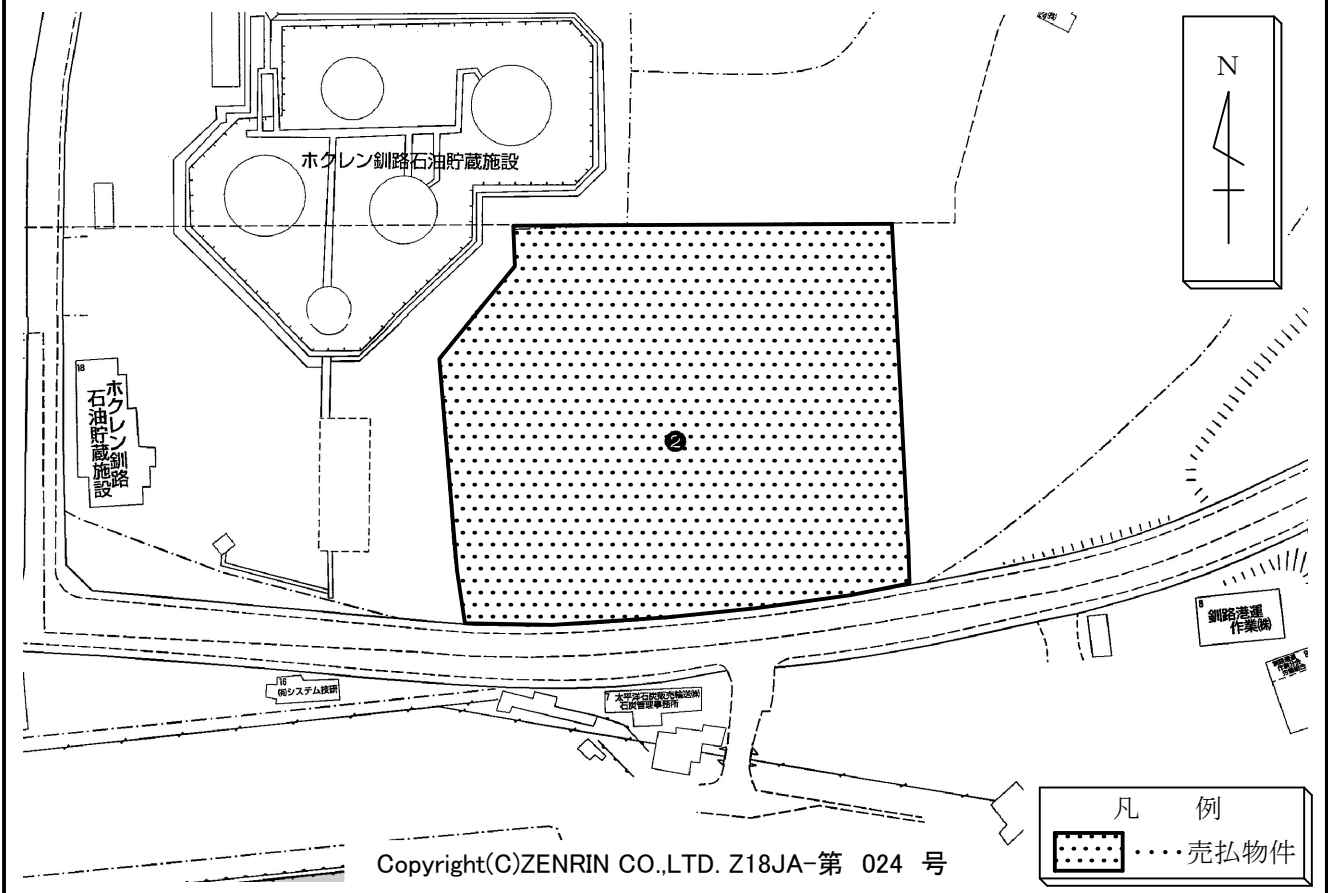 N
ホクレン釧路石油貯蔵施設
18
ホクレン釧路
石油貯蔵施設
❷
8
釧路港運
作業㈱
16
㈲システム技研
7
太平洋石炭販売輸送㈱
石炭管理事務所
凡 例
‥‥売払物件
Copyright(C)ZENRIN CO.,LTD. Z18JA-第 024 号